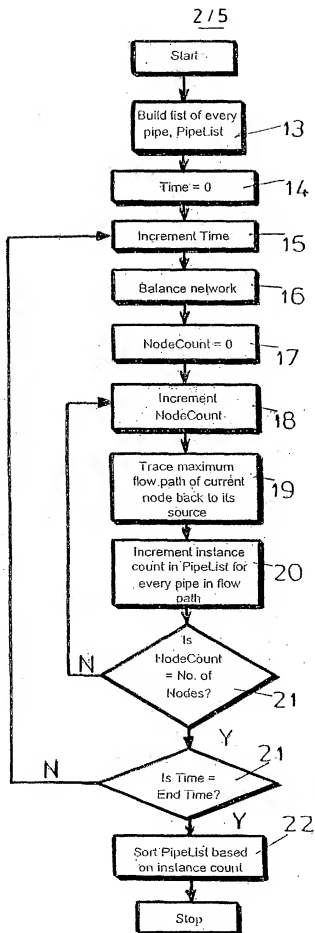 2/5
Start
Build list of every
pipe, PipeList
13
Time = 0
14
Increment Time
15
Balance network
16
NodeCount = 0
17
Increment
NodeCount
18
Trace maximum
flow path of current
node back to its
source
19
Increment instance
count in PipeList for
every pipe in flow
path
20
Is
NodeCount
= No. of
Nodes?
N
21
Y
Is Time =
End Time?
N
21
Y
Sort PipeList based
on instance count
22
Stop